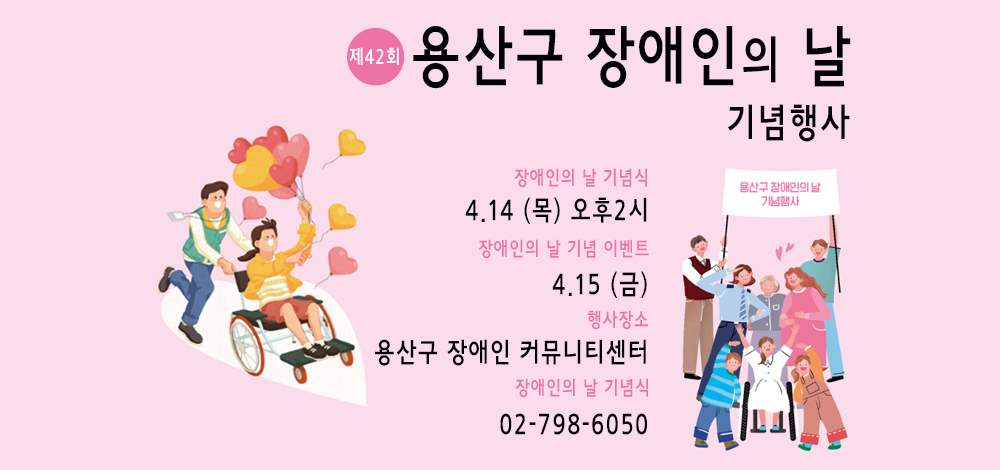 제42회 용산구 장애인의 날
기념행사
장애인의 날 기념식
4.14 (목) 오후2시
장애인의 날 기념 이벤트
4.15 (금)
행사장소
용산구 장애인 커뮤니티센터
장애인의 날 기념식
02-798-6050
용산구 장애인의 날
기념행사